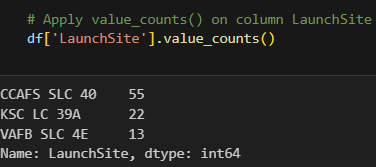 # Apply value_counts() on column LaunchSite
df['LaunchSite'].value_counts()
CCAFS SLC 40    55
KSC LC 39A      22
VAFB SLC 4E     13
Name: LaunchSite, dtype: int64